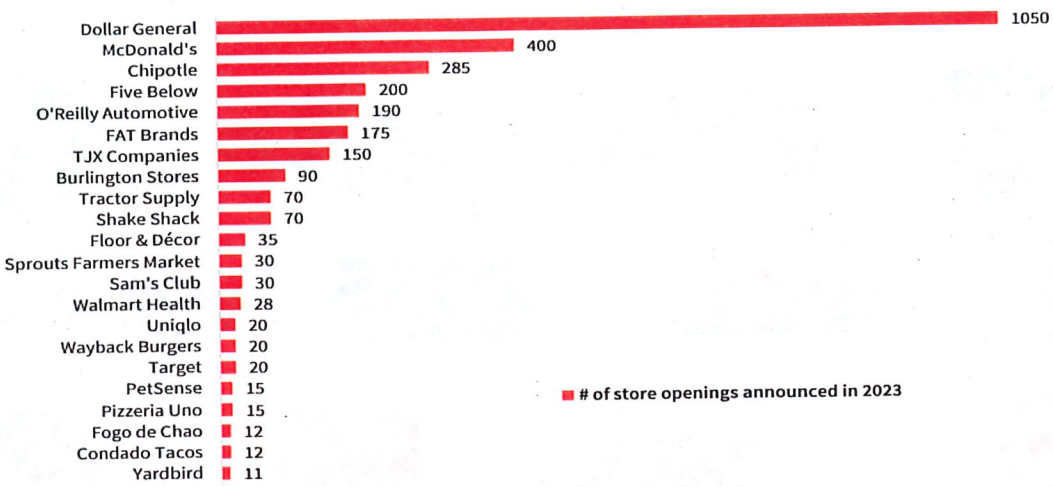 Dollar General 1050
McDonald's 400
Chipotle 285
Five Below 200
O'Reilly Automotive 190
FAT Brands 175
TJX Companies 150
Burlington Stores 90
Tractor Supply 70
Shake Shack 70
Floor & Décor 35
Sprouts Farmers Market 30
Sam's Club 30
Walmart Health 28
Uniqlo 20
Wayback Burgers 20
Target 20
PetSense 15
# of store openings announced in 2023
Pizzeria Uno 15
Fogo de Chao 12
Condado Tacos 12
Yardbird 11